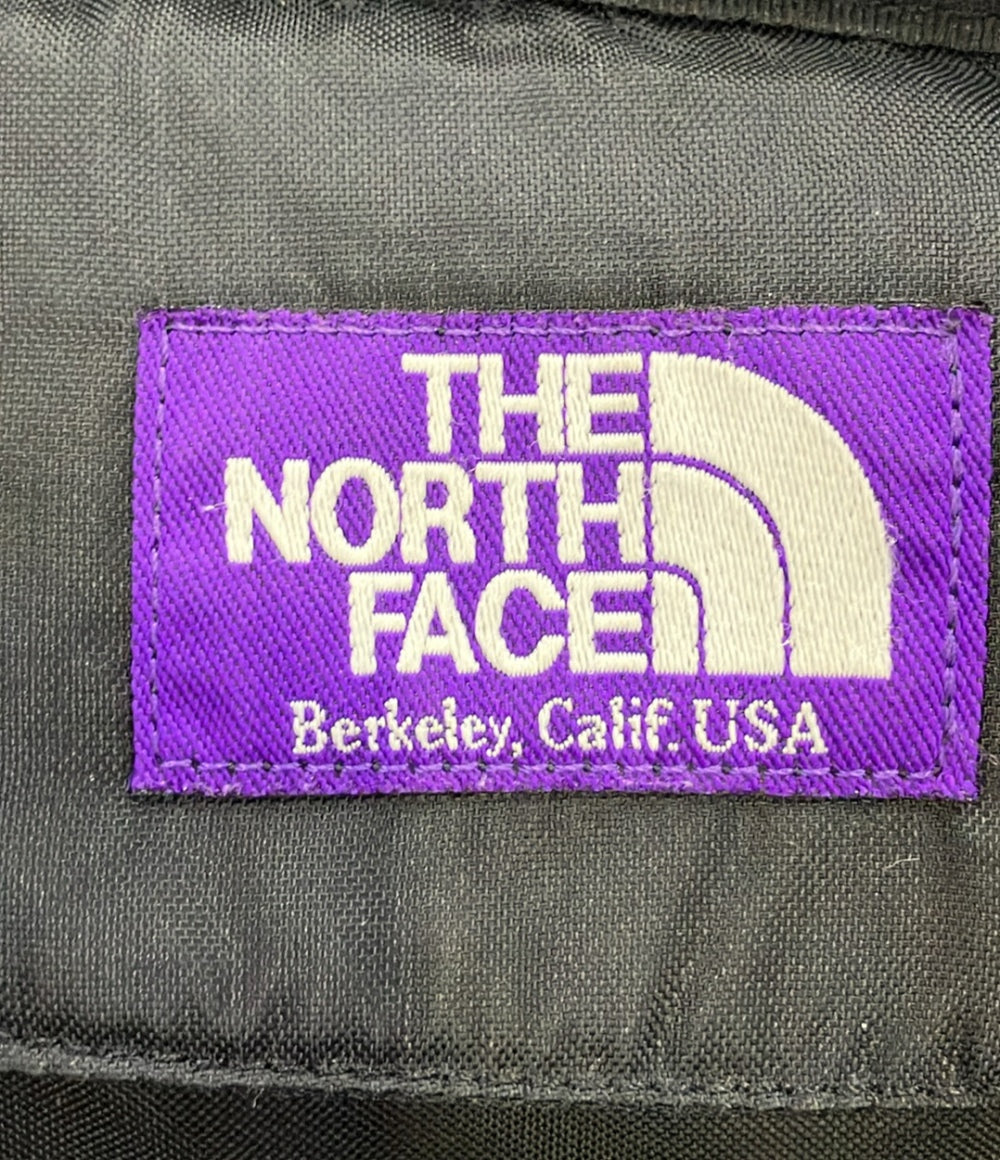 THE
NORTH
FACE
Berkeley, Calif. USA